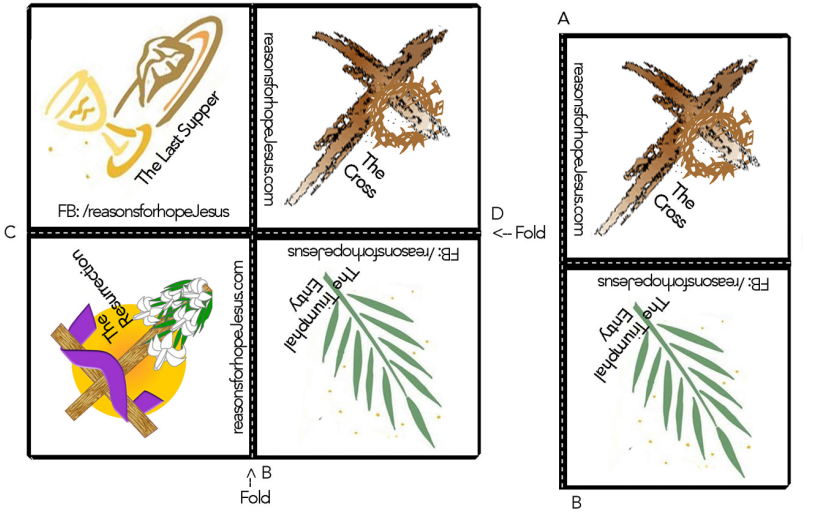 A
reasonsforhopeJesus.com
The Last Supper
The
Cross
FB: /reasonsforhopeJesus
C
D
<-- Fold
The
Resurrection
reasonsforhopeJesus.com
FB: /reasonsforhopeJesus
The Triumphal
Entry
^ B
Fold
reasonsforhopeJesus.com
The
Cross
FB: /reasonsforhopeJesus
The Triumphal
Entry
B